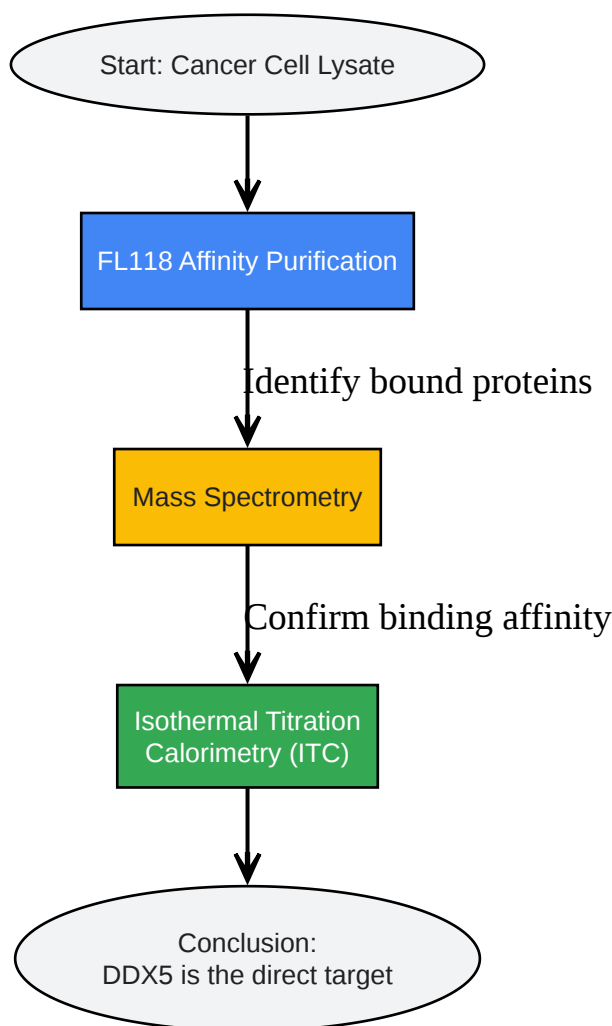 Start: Cancer Cell Lysate
FL118 Affinity Purification
Identify bound proteins
Mass Spectrometry
Confirm binding affinity
Isothermal Titration
Calorimetry (ITC)
Conclusion:
DDX5 is the direct target